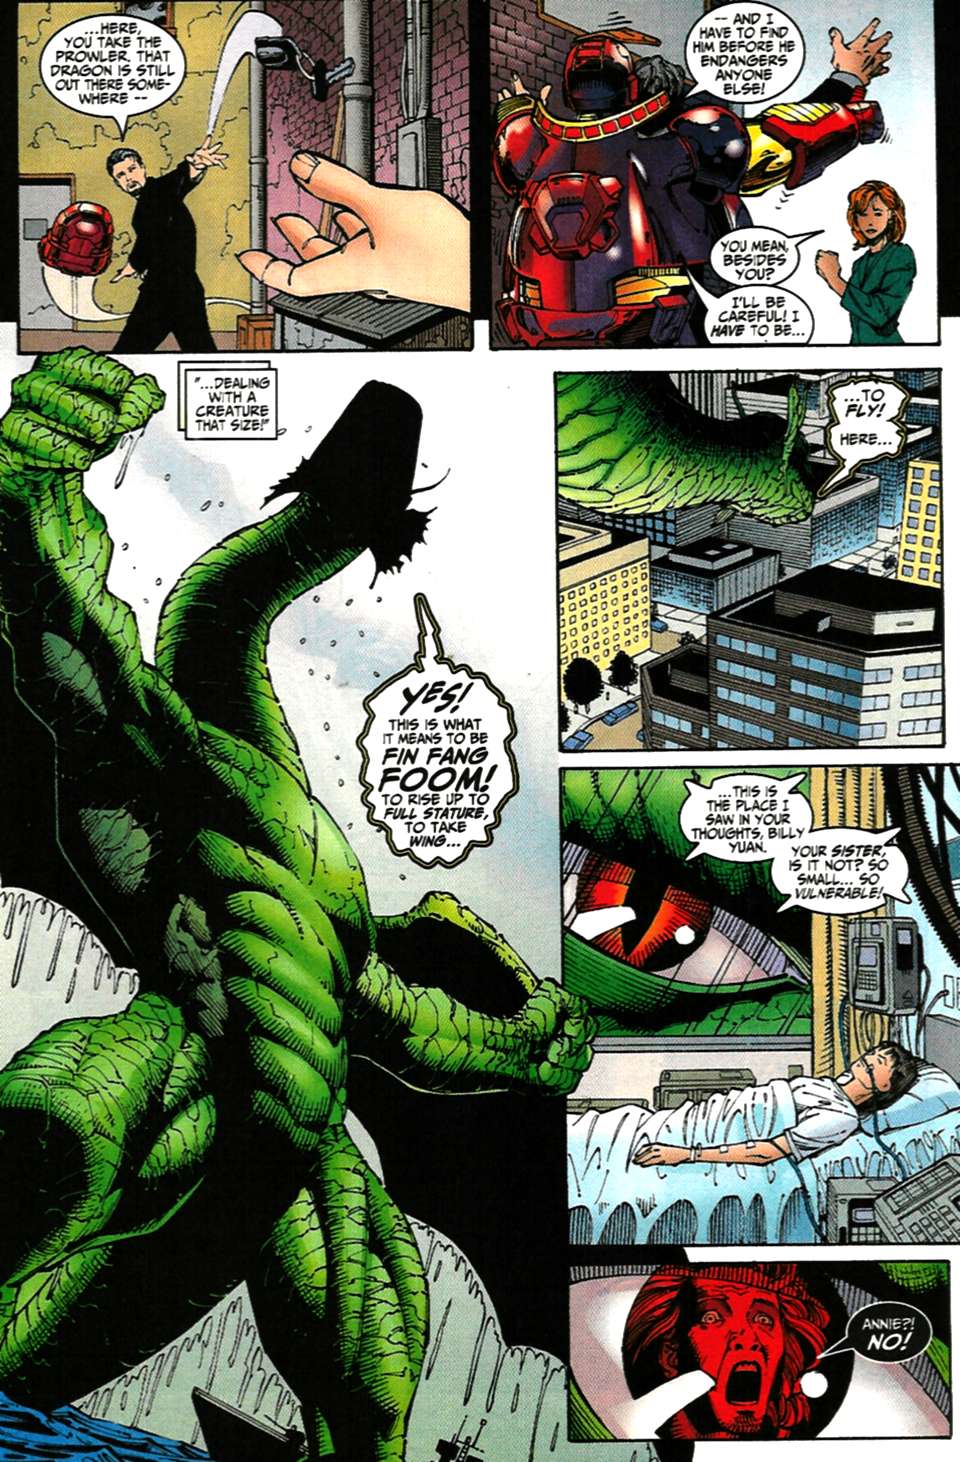 ...HERE,
YOU TAKE THE
PROWLER. THAT
DRAGON IS STILL
OUT THERE SOME-
WHERE --
-- AND I
HAVE TO FIND
HIM BEFORE HE
ENDANGERS
ANYONE
ELSE!
YOU MEAN,
BESIDES
YOU?
I'LL BE
CAREFUL! I
HAVE TO BE...
"...DEALING
WITH A
CREATURE
THAT SIZE!"
YES!
THIS IS WHAT
IT MEANS TO BE
FIN FANG
FOOM!
TO RISE UP TO
FULL STATURE,
TO TAKE
WING...
...TO
FLY!
HERE...
...THIS IS
THE PLACE I
SAW IN YOUR
THOUGHTS, BILLY
YUAN.
YOUR SISTER,
IS IT NOT? SO
SMALL... SO
VULNERABLE!
ANNIE?!
NO!